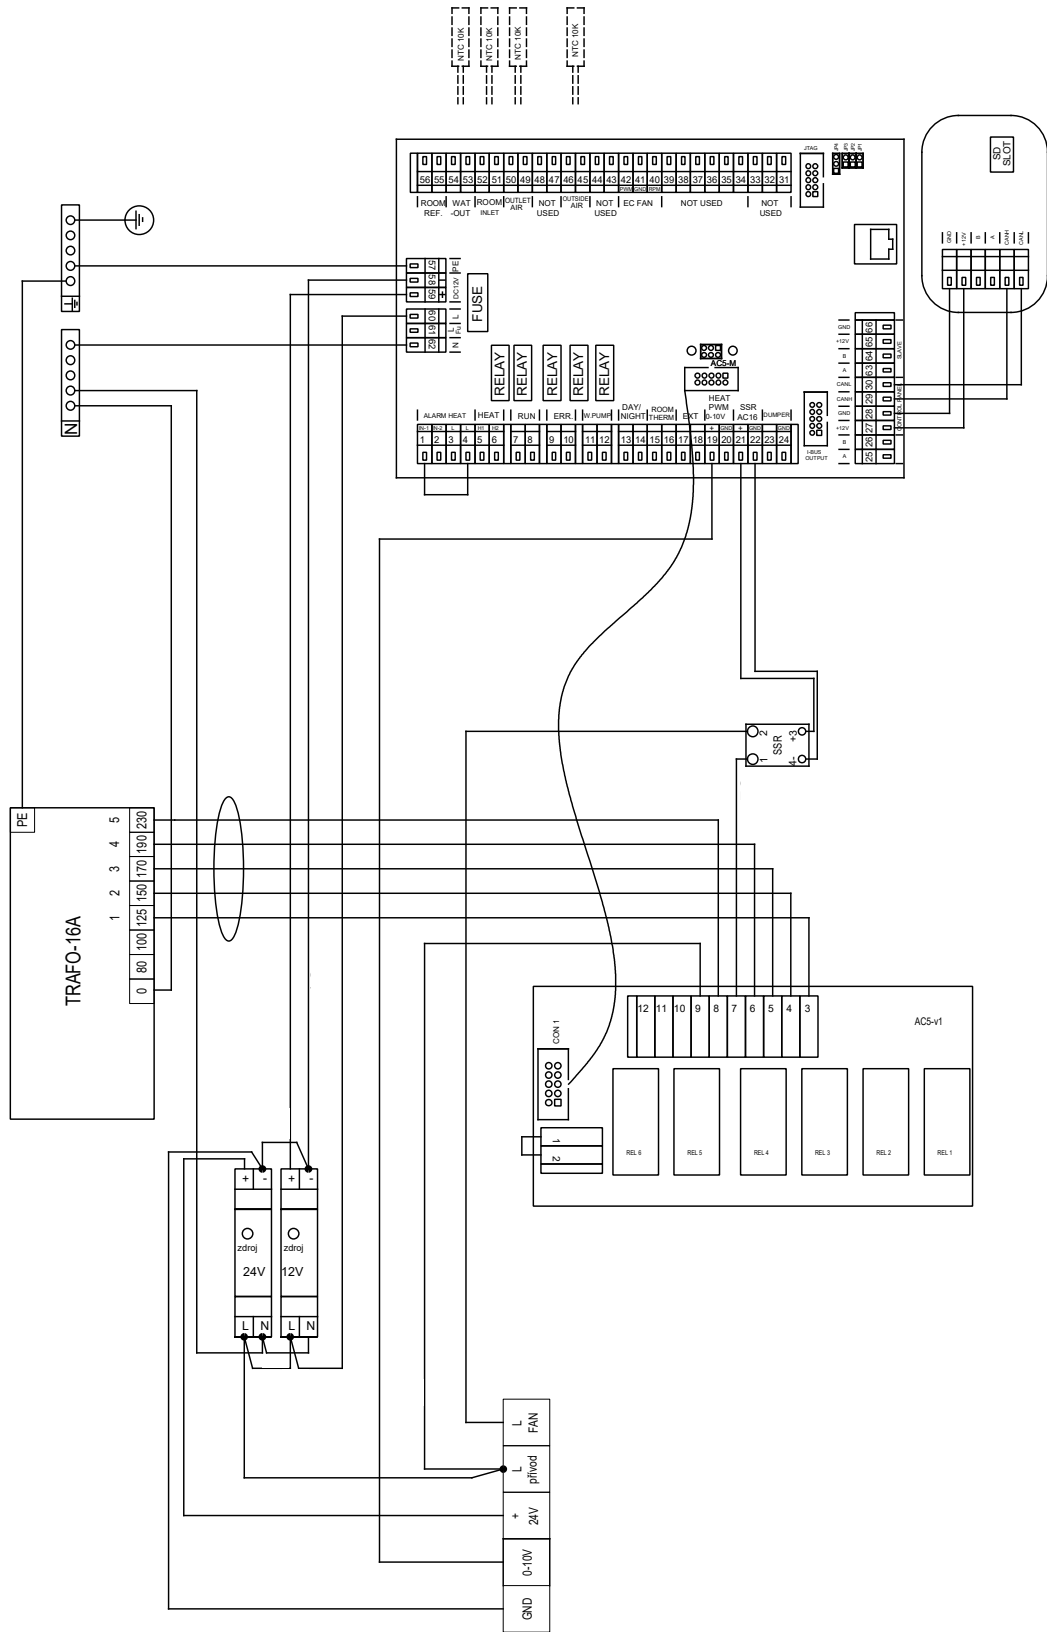 NTC 10K
NTC 10K
NTC 10K
NTC 10K
SD
SLOT
JTAG
JP4
JP3
JP2
JP1
56 55 54 53 52 51 50 49 48 47 46 45 44 43 42 41 40 39 38 37 36 35 34 33 32 31
PWM GND RPM
ROOM
REF.
WAT
-OUT
ROOM
INLET
OUTLET
AIR
NOT
USED
OUTSIDE
AIR
NOT
USED
EC FAN
NOT USED
NOT
USED
GND
+12V
B
A
CANH
CANL
57
58
59
PE
DC12V
+
60
61
62
L
L
Fu
N
FUSE
N
RELAY
RELAY
RELAY
RELAY
RELAY
AC5-M
ALARM HEAT
HEAT
RUN
ERR.
W.PUMP
DAY/
NIGHT
ROOM
THERM
EXT
HEAT
PWM
0-10V
SSR
AC16
DUMPER
IN-1 IN-2 L L H1 H2 + GND + GND GND
1 2 3 4 5 6 7 8 9 10 11 12 13 14 15 16 17 18 19 20 21 22 23 24
I-BUS
OUTPUT
GND 66
+12V 65
B 64
A 63
CANL 30
CANH 29
GND 28
+12V 27
B 26
A 25
SLAVE
CONTROL PANEL
SSR
1
2
+3
4-
PE
TRAFO-16A
5 230
4 190
3 170
2 150
1 125
100
80
0
12 11 10 9 8 7 6 5 4 3
AC5-v1
CON 1
1
2
REL 6
REL 5
REL 4
REL 3
REL 2
REL 1
+ -
zdroj
24V
L N
+ -
zdroj
12V
L N
L
FAN
L
přívod
+
24V
0-10V
GND